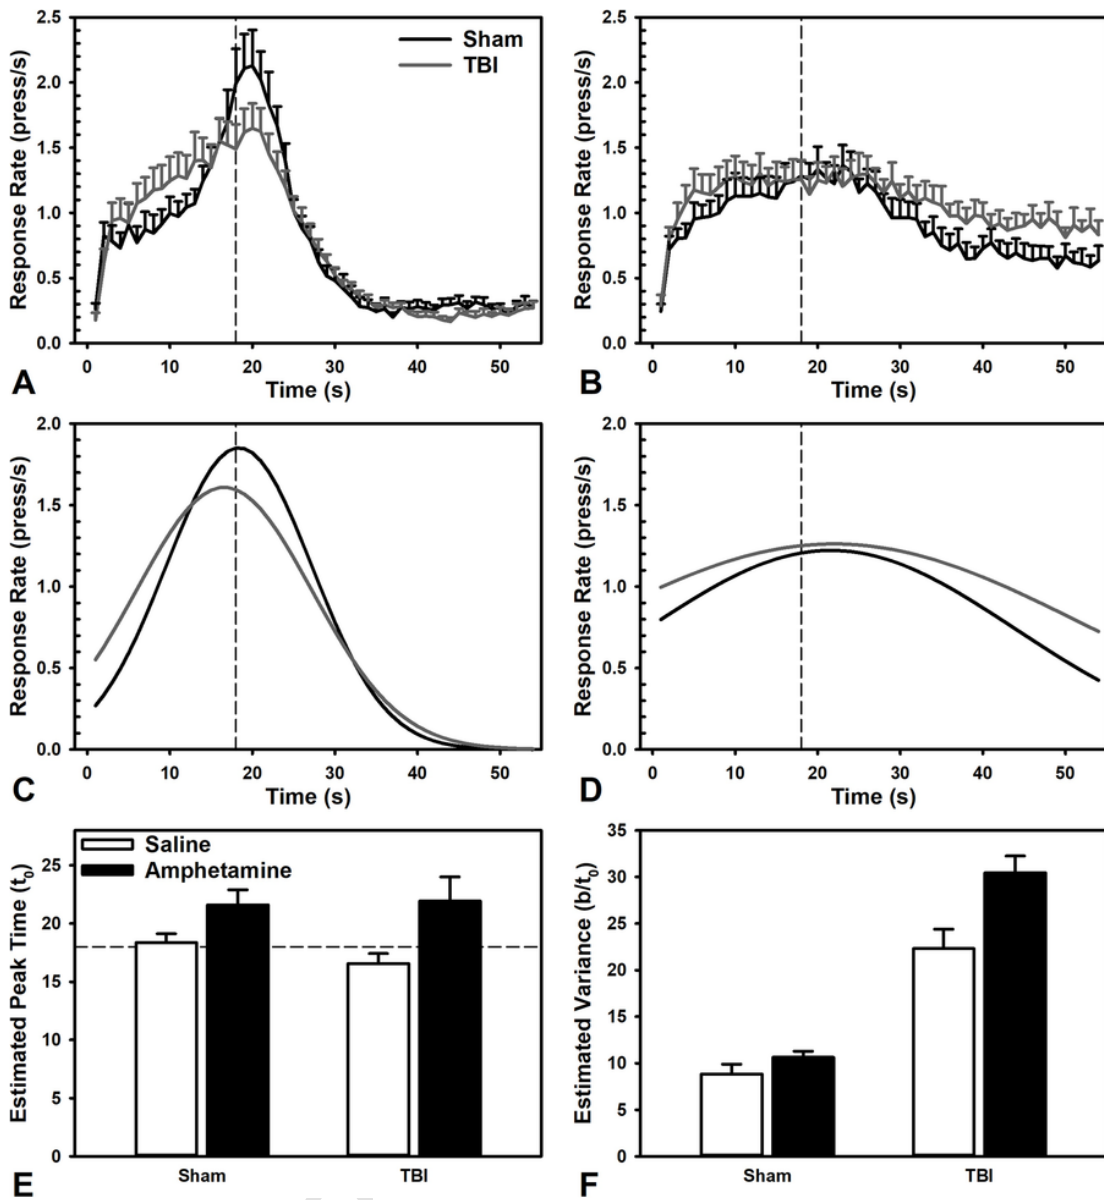 2.5
2.0
1.5
1.0
0.5
0.0
Response Rate (press/s)
Sham
TBI
0 10 20 30 40 50
Time (s)
A
2.5
2.0
1.5
1.0
0.5
0.0
Response Rate (press/s)
0 10 20 30 40 50
Time (s)
B
2.0
1.5
1.0
0.5
0.0
Response Rate (press/s)
0 10 20 30 40 50
Time (s)
C
2.0
1.5
1.0
0.5
0.0
Response Rate (press/s)
0 10 20 30 40 50
Time (s)
D
Saline
Amphetamine
25
20
15
10
5
0
Estimated Peak Time (t0)
Sham TBI
E
35
30
25
20
15
10
5
0
Estimated Variance (b/t0)
Sham TBI
F